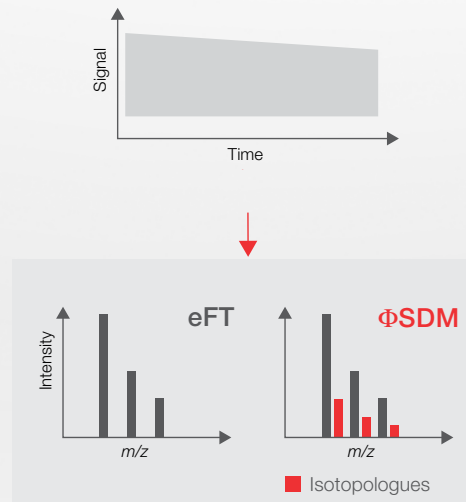 Signal
Time
eFT
ΦSDM
Intensity
m/z
m/z
Isotopologues